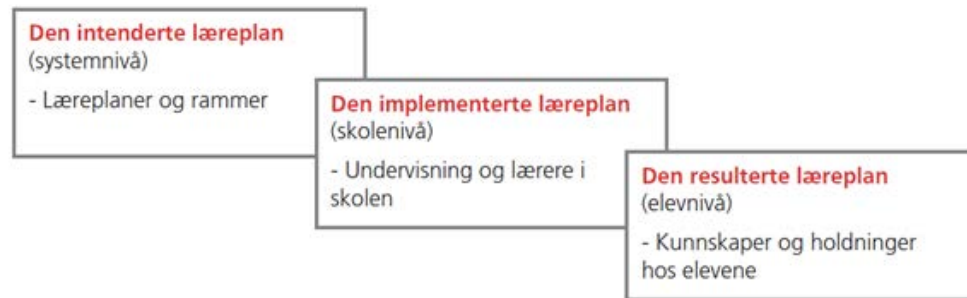 Den intenderte læreplan
(systemnivå)
- Læreplaner og rammer
Den implementerte læreplan
(skolenivå)
- Undervisning og lærere i
skolen
Den resulterte læreplan
(elevnivå)
- Kunnskaper og holdninger
hos elevene